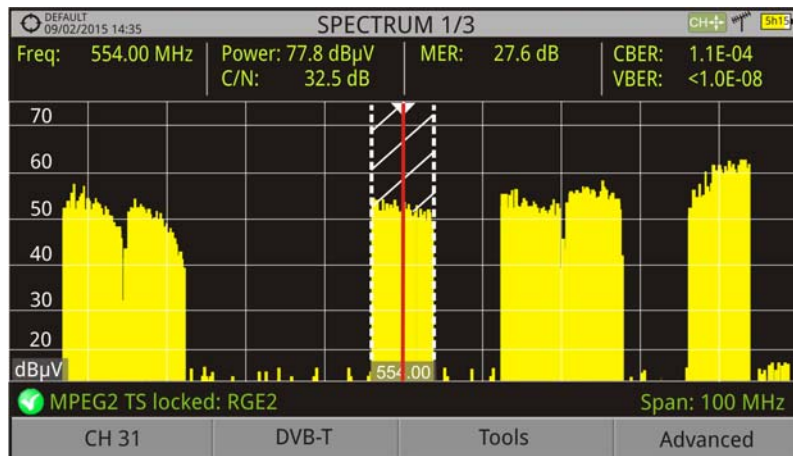 DEFAULT
09/02/2015 14:35
SPECTRUM 1/3
CH
5h15
Freq: 554.00 MHz
Power: 77.8 dBµV
C/N: 32.5 dB
MER: 27.6 dB
CBER: 1.1E-04
VBER: <1.0E-08
70
60
50
40
30
20
dBµV
554.00
MPEG2 TS locked: RGE2
Span: 100 MHz
CH 31
DVB-T
Tools
Advanced